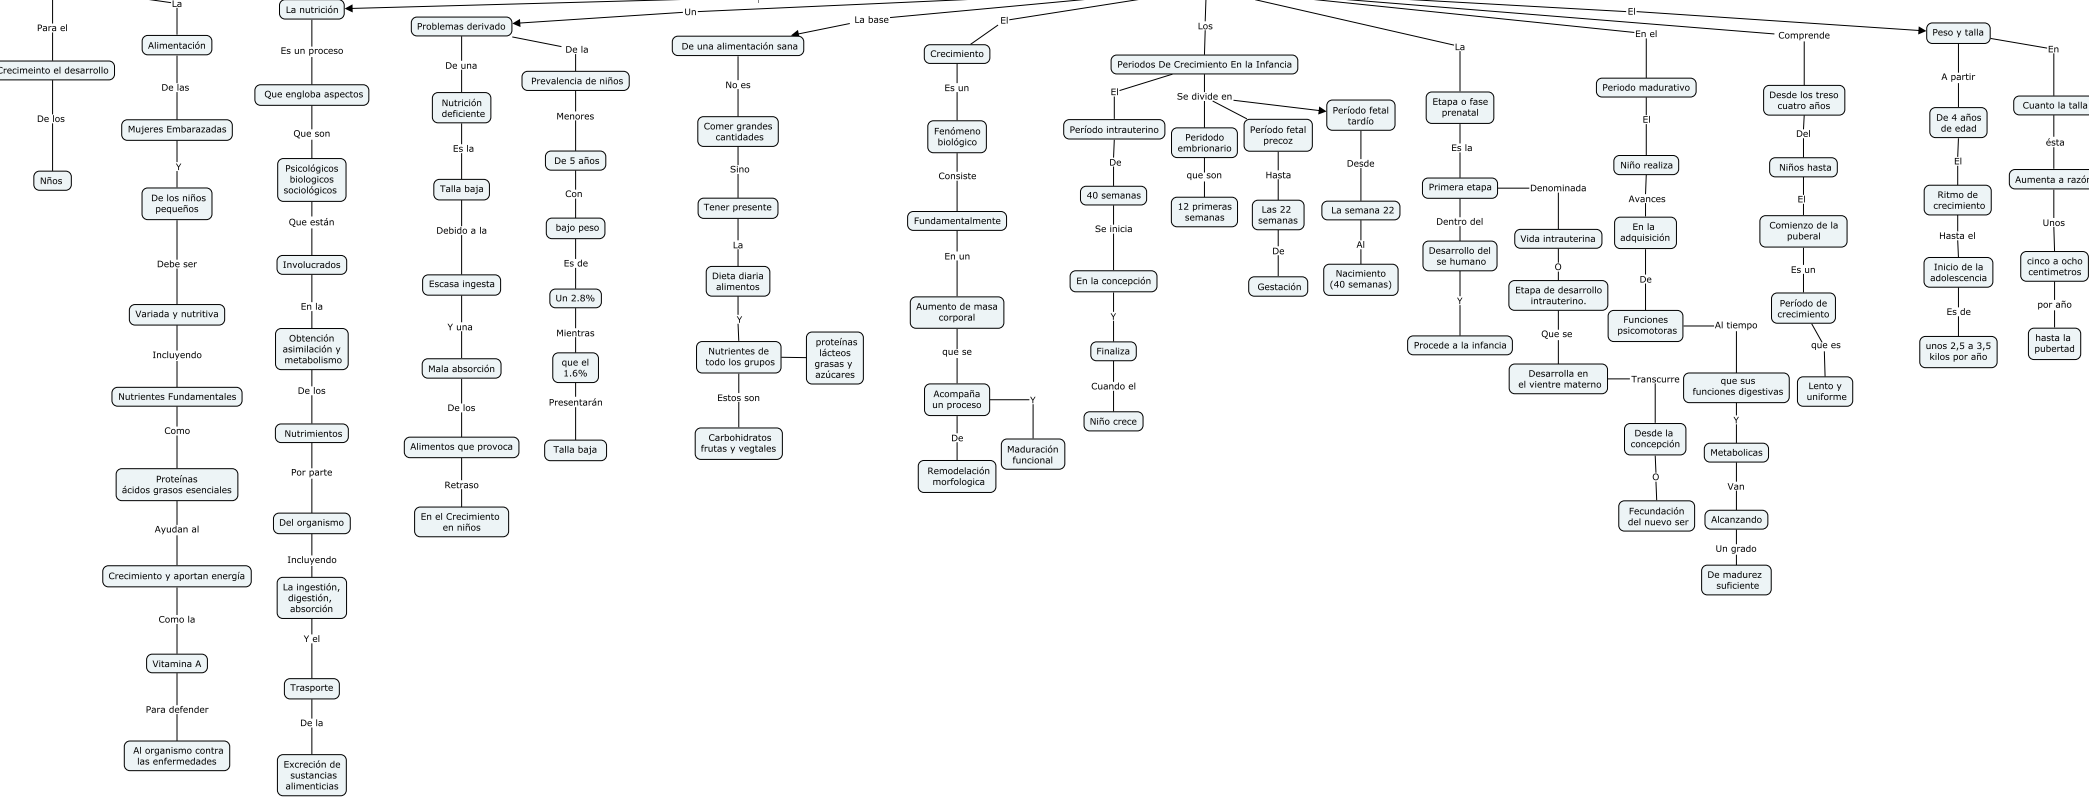 Para el
Crecimeinto el desarrollo
De los
Nños
La
Alimentación
De las
Mujeres Embarazadas
Y
De los niños
pequeños
Debe ser
Variada y nutritiva
Incluyendo
Nutrientes Fundamentales
Como
Proteínas
ácidos grasos esenciales
Ayudan al
Crecimiento y aportan energía
Como la
Vitamina A
Para defender
Al organismo contra
las enfermedades
La nutrición
Es un proceso
Que engloba aspectos
Que son
Psicológicos
biologicos
sociológicos
Que están
Involucrados
En la
Obtención
asimilación y
metabolismo
De los
Nutrimientos
Por parte
Del organismo
Incluyendo
La ingestión,
digestión,
absorción
Y el
Trasporte
De la
Excreción de
sustancias
alimenticias
Un
Problemas derivado
De una
Nutrición
deficiente
Es la
Talla baja
Debido a la
Escasa ingesta
Y una
Mala absorción
De los
Alimentos que provoca
Retraso
En el Crecimiento
en niños
De la
Prevalencia de niños
Menores
De 5 años
Con
bajo peso
Es de
Un 2.8%
Mientras
que el
1.6%
Presentarán
Talla baja
La base
De una alimentación sana
No es
Comer grandes
cantidades
Sino
Tener presente
La
Dieta diaria
alimentos
Y
Nutrientes de
todo los grupos
proteínas
lácteos
grasas y
azúcares
Estos son
Carbohidratos
frutas y vegtales
El
Crecimiento
Es un
Fenómeno
biológico
Consiste
Fundamentalmente
En un
Aumento de masa
corporal
que se
Acompaña
un proceso
De
Remodelación
morfologica
Y
Maduración
funcional
Los
Periodos De Crecimiento En la Infancia
El
Período intrauterino
De
40 semanas
Se inicia
En la concepción
Y
Finaliza
Cuando el
Niño crece
Se divide en
Peridodo
embrionario
que son
12 primeras
semanas
Período fetal
precoz
Hasta
Las 22
semanas
De
Gestación
Período fetal
tardío
Desde
La semana 22
Al
Nacimiento
(40 semanas)
La
Etapa o fase
prenatal
Es la
Primera etapa
Dentro del
Desarrollo del
se humano
Y
Procede a la infancia
Denominada
Vida intrauterina
O
Etapa de desarrollo
intrauterino.
Que se
Desarrolla en
el vientre materno
Transcurre
Desde la
concepción
O
Fecundación
del nuevo ser
En el
Periodo madurativo
El
Niño realiza
Avances
En la
adquisición
De
Funciones
psicomotoras
Al tiempo
que sus
funciones digestivas
Y
Metabolicas
Van
Alcanzando
Un grado
De madurez
suficiente
Comprende
Desde los treso
cuatro años
Del
Niños hasta
El
Comienzo de la
puberal
Es un
Período de
crecimiento
que es
Lento y
uniforme
El
Peso y talla
A partir
De 4 años
de edad
El
Ritmo de
crecimiento
Hasta el
Inicio de la
adolescencia
Es de
unos 2,5 a 3,5
kilos por año
En
Cuanto la talla
ésta
Aumenta a razón
Unos
cinco a ocho
centimetros
por año
hasta la
pubertad